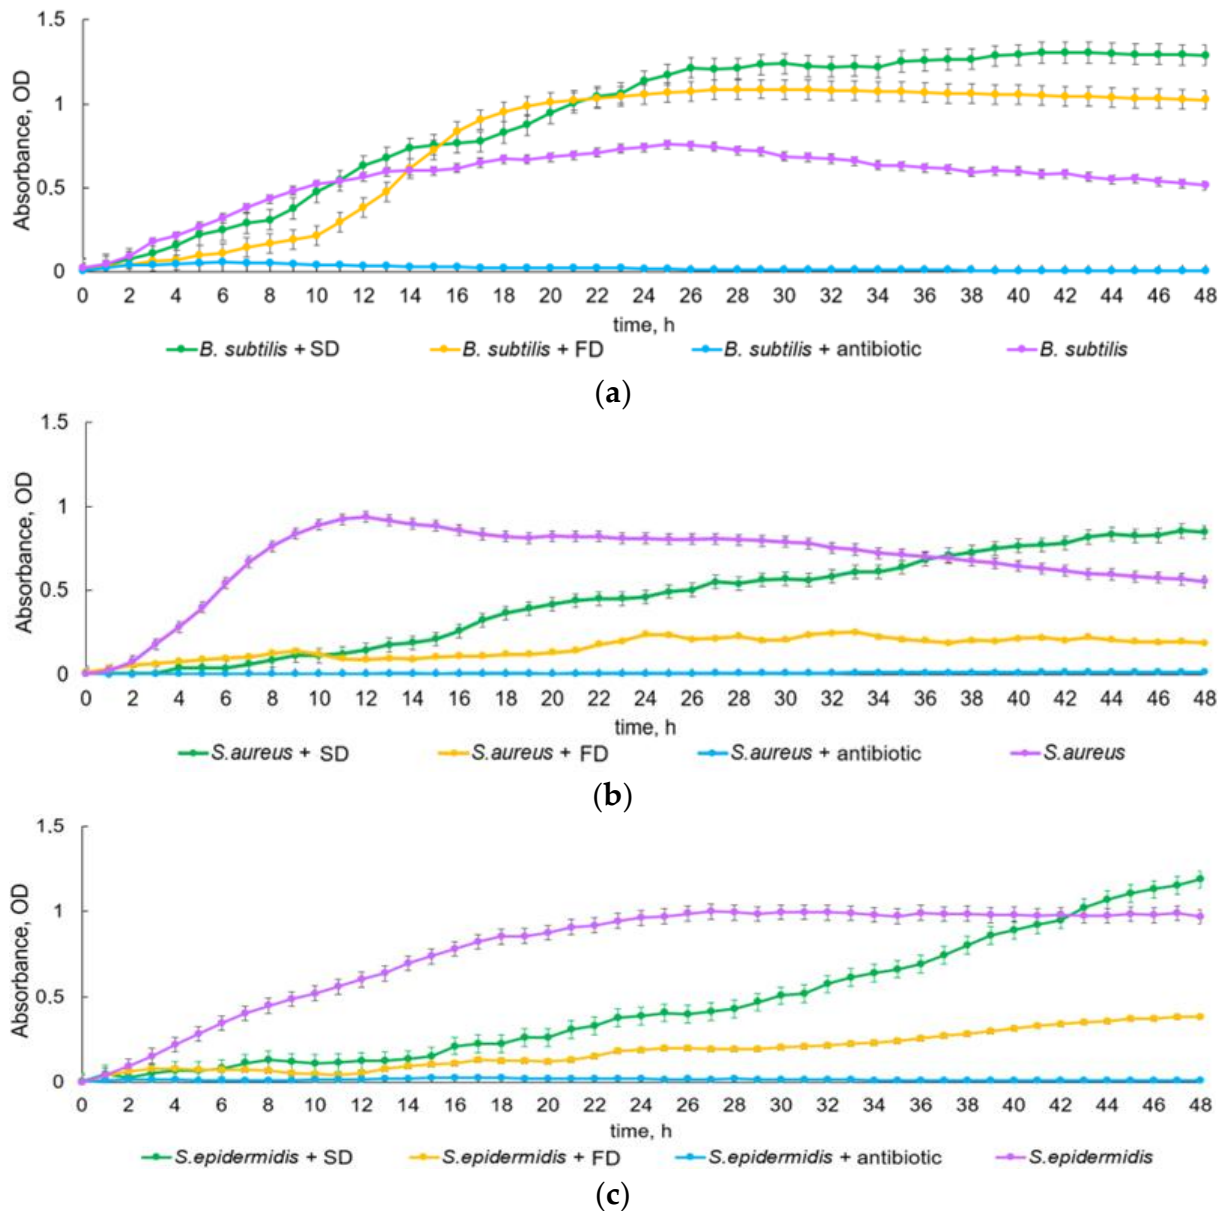 1.5
1
0.5
0
Absorbance, OD
0 2 4 6 8 10 12 14 16 18 20 22 24 26 28 30 32 34 36 38 40 42 44 46 48
time, h
B. subtilis + SD B. subtilis + FD B. subtilis + antibiotic B. subtilis
(a)
1.5
1
0.5
0
Absorbance, OD
0 2 4 6 8 10 12 14 16 18 20 22 24 26 28 30 32 34 36 38 40 42 44 46 48
time, h
S.aureus + SD S.aureus + FD S.aureus + antibiotic S.aureus
(b)
1.5
1
0.5
0
Absorbance, OD
0 2 4 6 8 10 12 14 16 18 20 22 24 26 28 30 32 34 36 38 40 42 44 46 48
time, h
S.epidermidis + SD S.epidermidis + FD S.epidermidis + antibiotic S.epidermidis
(c)